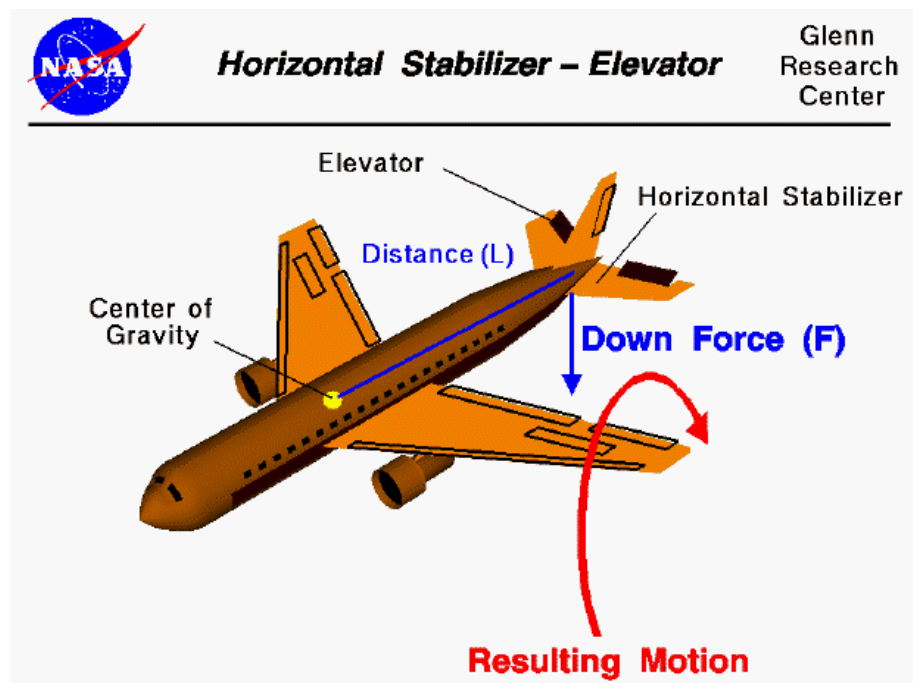 NASA
Horizontal Stabilizer – Elevator
Glenn
Research
Center
Elevator
Horizontal Stabilizer
Distance (L)
Center of
Gravity
Down Force (F)
Resulting Motion